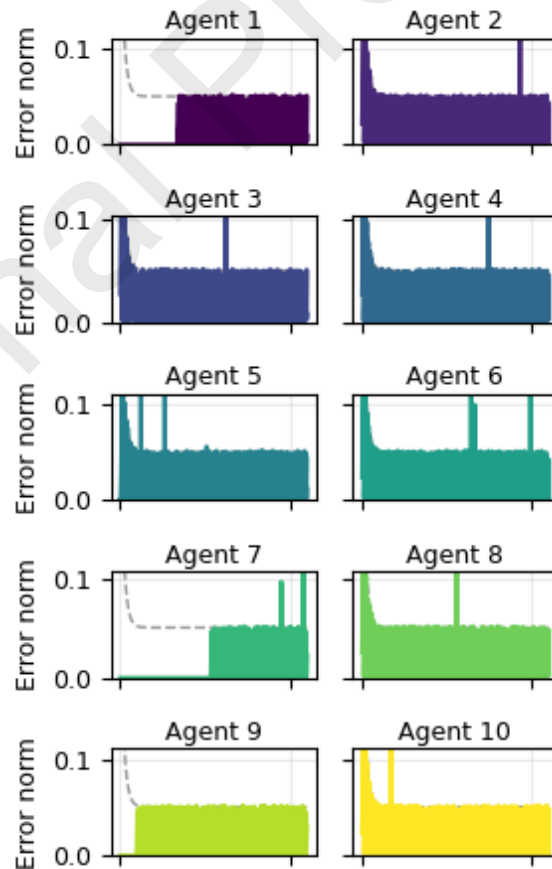 Agent 1 Agent 2
0.1
Error norm
0.0
Agent 3 Agent 4
0.1
Error norm
0.0
Agent 5 Agent 6
0.1
Error norm
0.0
Agent 7 Agent 8
0.1
Error norm
0.0
Agent 9 Agent 10
0.1
Error norm
0.0